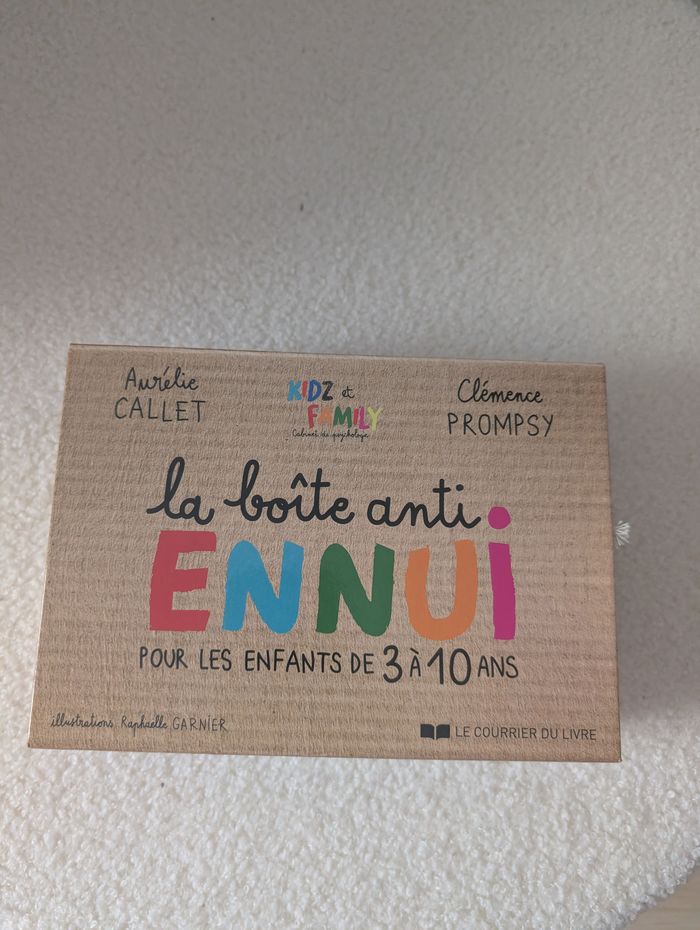 Aurélie
CALLET
KIDZ et
FAMILY
Cabinet de psychologie
Clémence
PROMPSY
la boîte anti
ENNUi
POUR LES ENFANTS DE 3 À 10 ANS
illustrations Raphaëlle GARNIER
LE COURRIER DU LIVRE